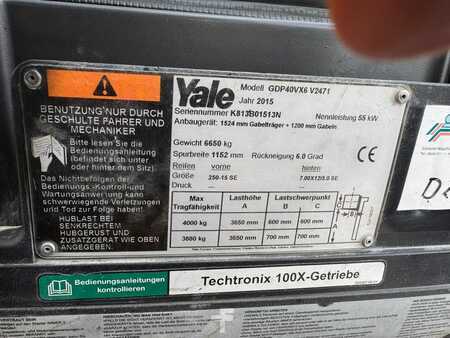 BENUTZUNG NUR DURCH
GESCHULTE FAHRER UND
MECHANIKER
Bitte lesen Sie die
Bedienungsanleitung
(befindet sich unter
oder hinter dem Sitz).
Das Nichtbefolgen der
Bedienungs-, Kontroll- und
Wartungsanweisung kann
schwerwiegende Verletzungen
und Tod zur Folge haben.
HUBLAST BEI
SENKRECHTEM
HUBGERUEST UND
ZUSATZGERAET WIE OBEN
ANGEGEBEN.
Yale
Modell GDP40VX6 V2471
Jahr 2015
Seriennummer K813B01513N
Nennleistung 55 kW
Anbaugerät: 1524 mm Gabelträger + 1200 mm Gabeln.
Gewicht 6650 kg
Spurbreite 1152 mm Rückneigung 6.0 Grad
Reifen vorne hinten
Größe 250-15 SE 7.00X12/5.0 SE
Druck -- --
Max Tragfähigkeit Lasthöhe A Lastschwerpunkt B C
4000 kg 3650 mm 600 mm 600 mm
3680 kg 3650 mm 700 mm 700 mm
Bedienungsanleitungen
kontrollieren
Techtronix 100X-Getriebe